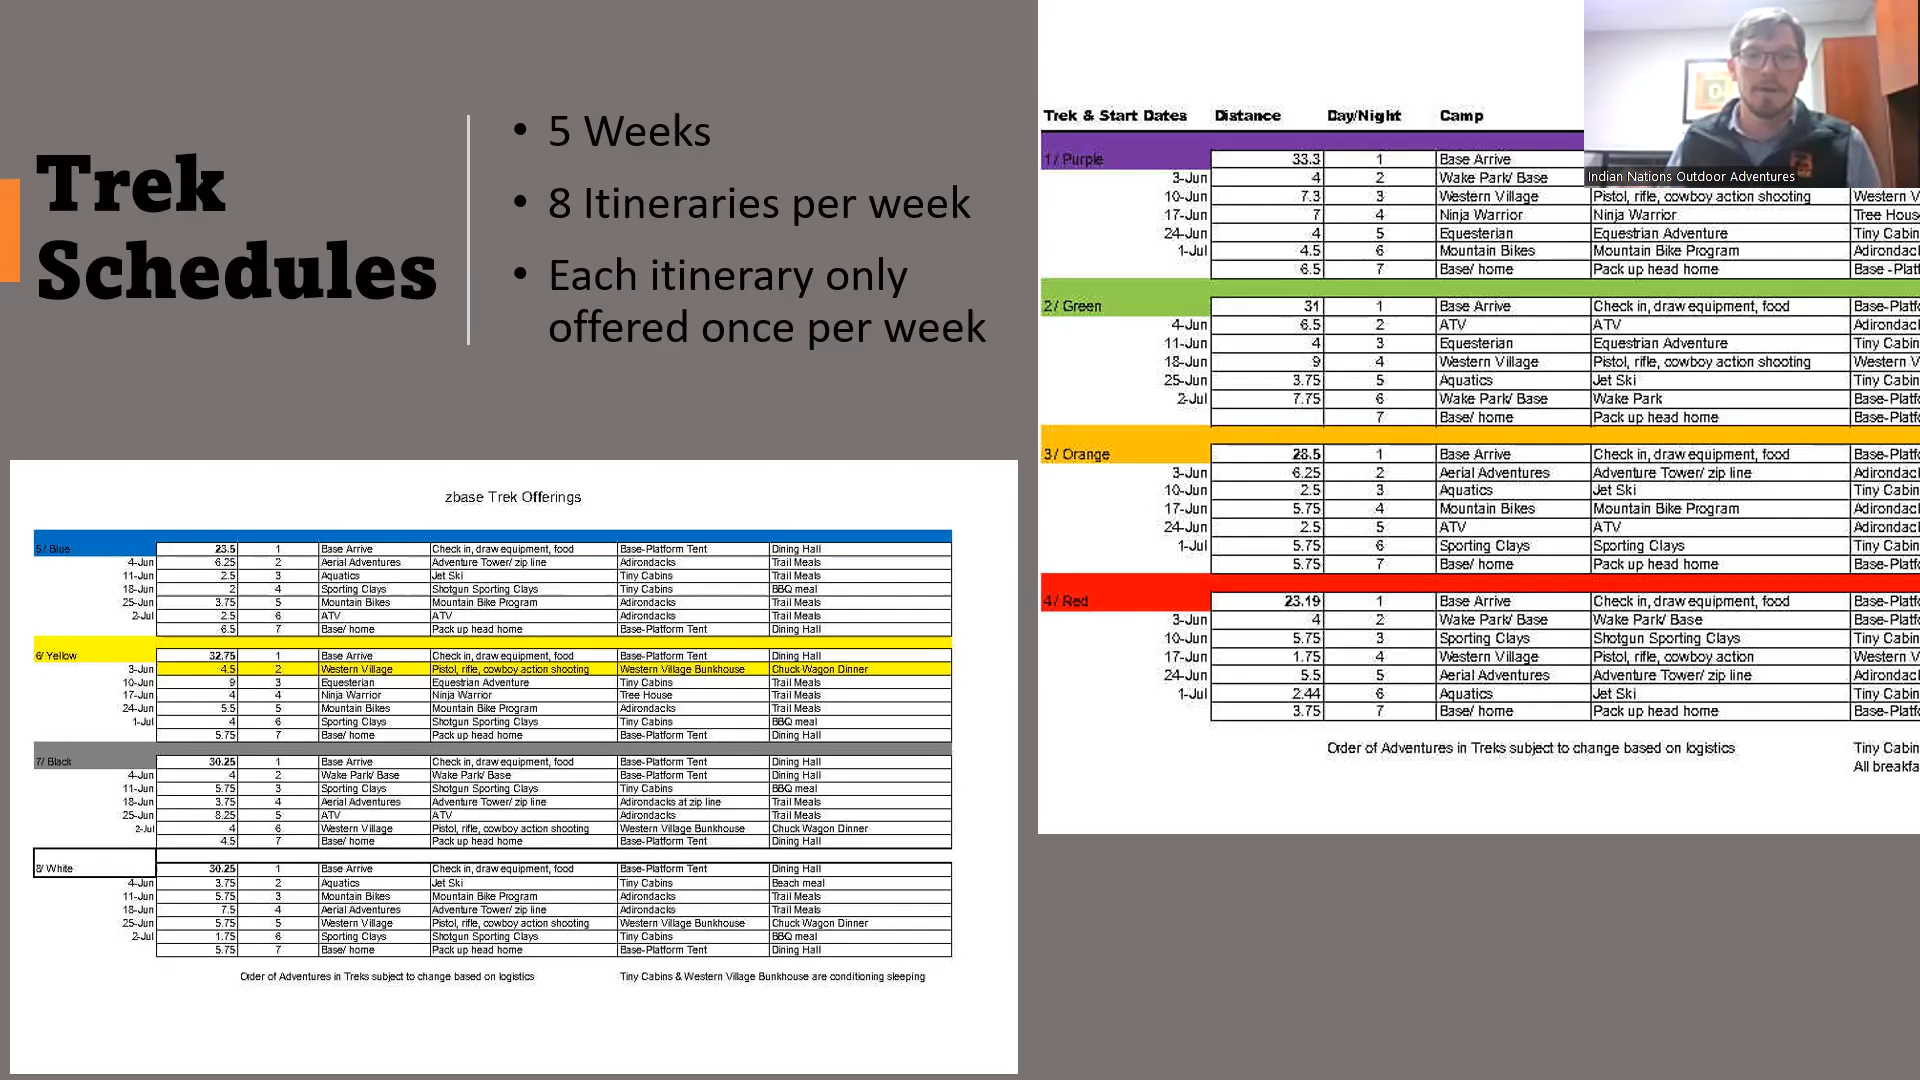 Trek
Schedules
• 5 Weeks
• 8 Itineraries per week
• Each itinerary only
offered once per week
zbase Trek Offerings
5/ Blue 23.5 1 Base Arrive Check in, draw equipment, food Base-Platform Tent Dining Hall
4-Jun 6.25 2 Aerial Adventures Adventure Tower/ zip line Adirondacks Trail Meals
11-Jun 2.5 3 Aquatics Jet Ski Tiny Cabins Trail Meals
18-Jun 2 4 Sporting Clays Shotgun Sporting Clays Tiny Cabins BBQ meal
25-Jun 3.75 5 Mountain Bikes Mountain Bike Program Adirondacks Trail Meals
2-Jul 2.5 6 ATV ATV Adirondacks Trail Meals
6.5 7 Base/ home Pack up head home Base-Platform Tent Dining Hall
6/ Yellow 32.75 1 Base Arrive Check in, draw equipment, food Base-Platform Tent Dining Hall
3-Jun 4.5 2 Western Village Pistol, rifle, cowboy action shooting Western Village Bunkhouse Chuck Wagon Dinner
10-Jun 9 3 Equesterian Equestrian Adventure Tiny Cabins Trail Meals
17-Jun 4 4 Ninja Warrior Ninja Warrior Tree House Trail Meals
24-Jun 5.5 5 Mountain Bikes Mountain Bike Program Adirondacks Trail Meals
1-Jul 4 6 Sporting Clays Shotgun Sporting Clays Tiny Cabins BBQ meal
5.75 7 Base/ home Pack up head home Base-Platform Tent Dining Hall
7/ Black 30.25 1 Base Arrive Check in, draw equipment, food Base-Platform Tent Dining Hall
4-Jun 4 2 Wake Park/ Base Wake Park/ Base Base-Platform Tent Dining Hall
11-Jun 5.75 3 Sporting Clays Shotgun Sporting Clays Tiny Cabins BBQ meal
18-Jun 3.75 4 Aerial Adventures Adventure Tower/ zip line Adirondacks at zip line Trail Meals
25-Jun 8.25 5 ATV ATV Adirondacks Trail Meals
2-Jul 4 6 Western Village Pistol, rifle, cowboy action shooting Western Village Bunkhouse Chuck Wagon Dinner
4.5 7 Base/ home Pack up head home Base-Platform Tent Dining Hall
8/ White 30.25 1 Base Arrive Check in, draw equipment, food Base-Platform Tent Dining Hall
4-Jun 3.75 2 Aquatics Jet Ski Tiny Cabins Beach meal
11-Jun 5.75 3 Mountain Bikes Mountain Bike Program Adirondacks Trail Meals
18-Jun 7.5 4 Aerial Adventures Adventure Tower/ zip line Adirondacks Trail Meals
25-Jun 5.75 5 Western Village Pistol, rifle, cowboy action shooting Western Village Bunkhouse Chuck Wagon Dinner
2-Jul 1.75 6 Sporting Clays Shotgun Sporting Clays Tiny Cabins BBQ meal
5.75 7 Base/ home Pack up head home Base-Platform Tent Dining Hall
Order of Adventures in Treks subject to change based on logistics Tiny Cabins & Western Village Bunkhouse are conditioning sleeping
Trek & Start Dates Distance Day/Night Camp
1/ Purple 33.3 1 Base Arrive
3-Jun 4 2 Wake Park/ Base
Indian Nations Outdoor Adventures
10-Jun 7.3 3 Western Village Pistol, rifle, cowboy action shooting Western V
17-Jun 7 4 Ninja Warrior Ninja Warrior Tree Hous
24-Jun 4 5 Equesterian Equestrian Adventure Tiny Cabin
1-Jul 4.5 6 Mountain Bikes Mountain Bike Program Adirondac
6.5 7 Base/ home Pack up head home Base -Plat
2/ Green 31 1 Base Arrive Check in, draw equipment, food Base-Platfo
4-Jun 6.5 2 ATV ATV Adirondac
11-Jun 4 3 Equesterian Equestrian Adventure Tiny Cabin
18-Jun 9 4 Western Village Pistol, rifle, cowboy action shooting Western V
25-Jun 3.75 5 Aquatics Jet Ski Tiny Cabin
2-Jul 7.75 6 Wake Park/ Base Wake Park Base-Platfo
7 Base/ home Pack up head home Base-Platfo
3/ Orange 28.5 1 Base Arrive Check in, draw equipment, food Base-Platfo
3-Jun 6.25 2 Aerial Adventures Adventure Tower/ zip line Adirondac
10-Jun 2.5 3 Aquatics Jet Ski Tiny Cabin
17-Jun 5.75 4 Mountain Bikes Mountain Bike Program Adirondac
24-Jun 2.5 5 ATV ATV Adirondac
1-Jul 5.75 6 Sporting Clays Sporting Clays Tiny Cabin
5.75 7 Base/ home Pack up head home Base-Platfo
4/ Red 23.19 1 Base Arrive Check in, draw equipment, food Base-Platfo
3-Jun 4 2 Wake Park/ Base Wake Park/ Base Base-Platfo
10-Jun 5.75 3 Sporting Clays Shotgun Sporting Clays Tiny Cabin
17-Jun 1.75 4 Western Village Pistol, rifle, cowboy action Western V
24-Jun 5.5 5 Aerial Adventures Adventure Tower/ zip line Adirondac
1-Jul 2.44 6 Aquatics Jet Ski Tiny Cabin
3.75 7 Base/ home Pack up head home Base-Platfo
Order of Adventures in Treks subject to change based on logistics Tiny Cabin
All breakfa